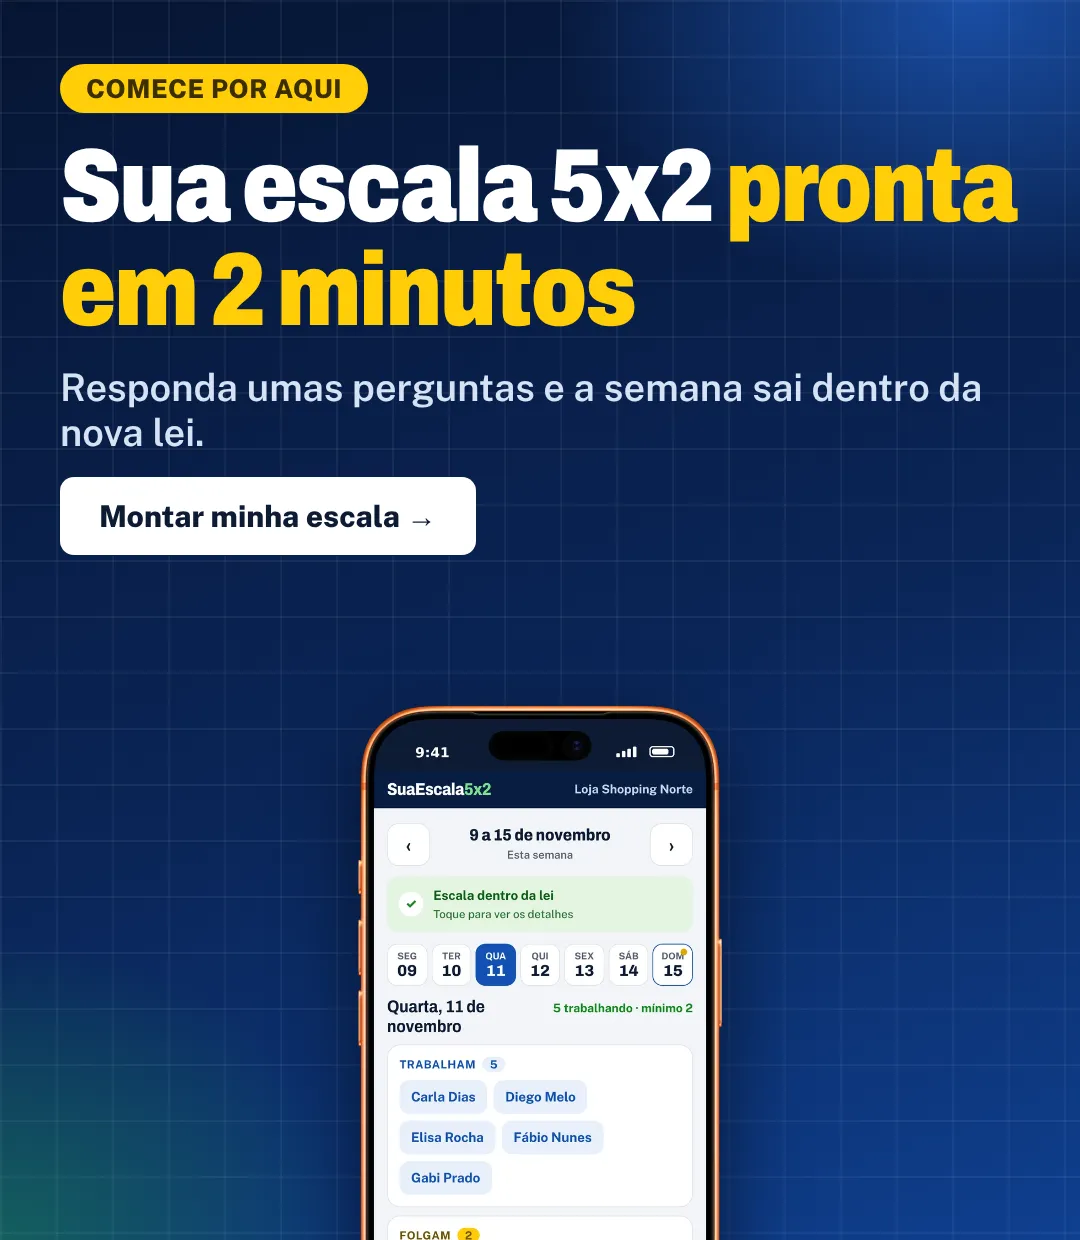 COMECE POR AQUI
Sua escala 5x2 pronta
em 2 minutos
Responda umas perguntas e a semana sai dentro da
nova lei.
Montar minha escala →
9:41
SuaEscala5x2 Loja Shopping Norte
‹ 9 a 15 de novembro ›
Esta semana
Escala dentro da lei
Toque para ver os detalhes
SEG TER QUA QUI SEX SÁB DOM
09 10 11 12 13 14 15
Quarta, 11 de
novembro
5 trabalhando · mínimo 2
TRABALHAM 5
Carla Dias Diego Melo
Elisa Rocha Fábio Nunes
Gabi Prado
FOLGAM 2